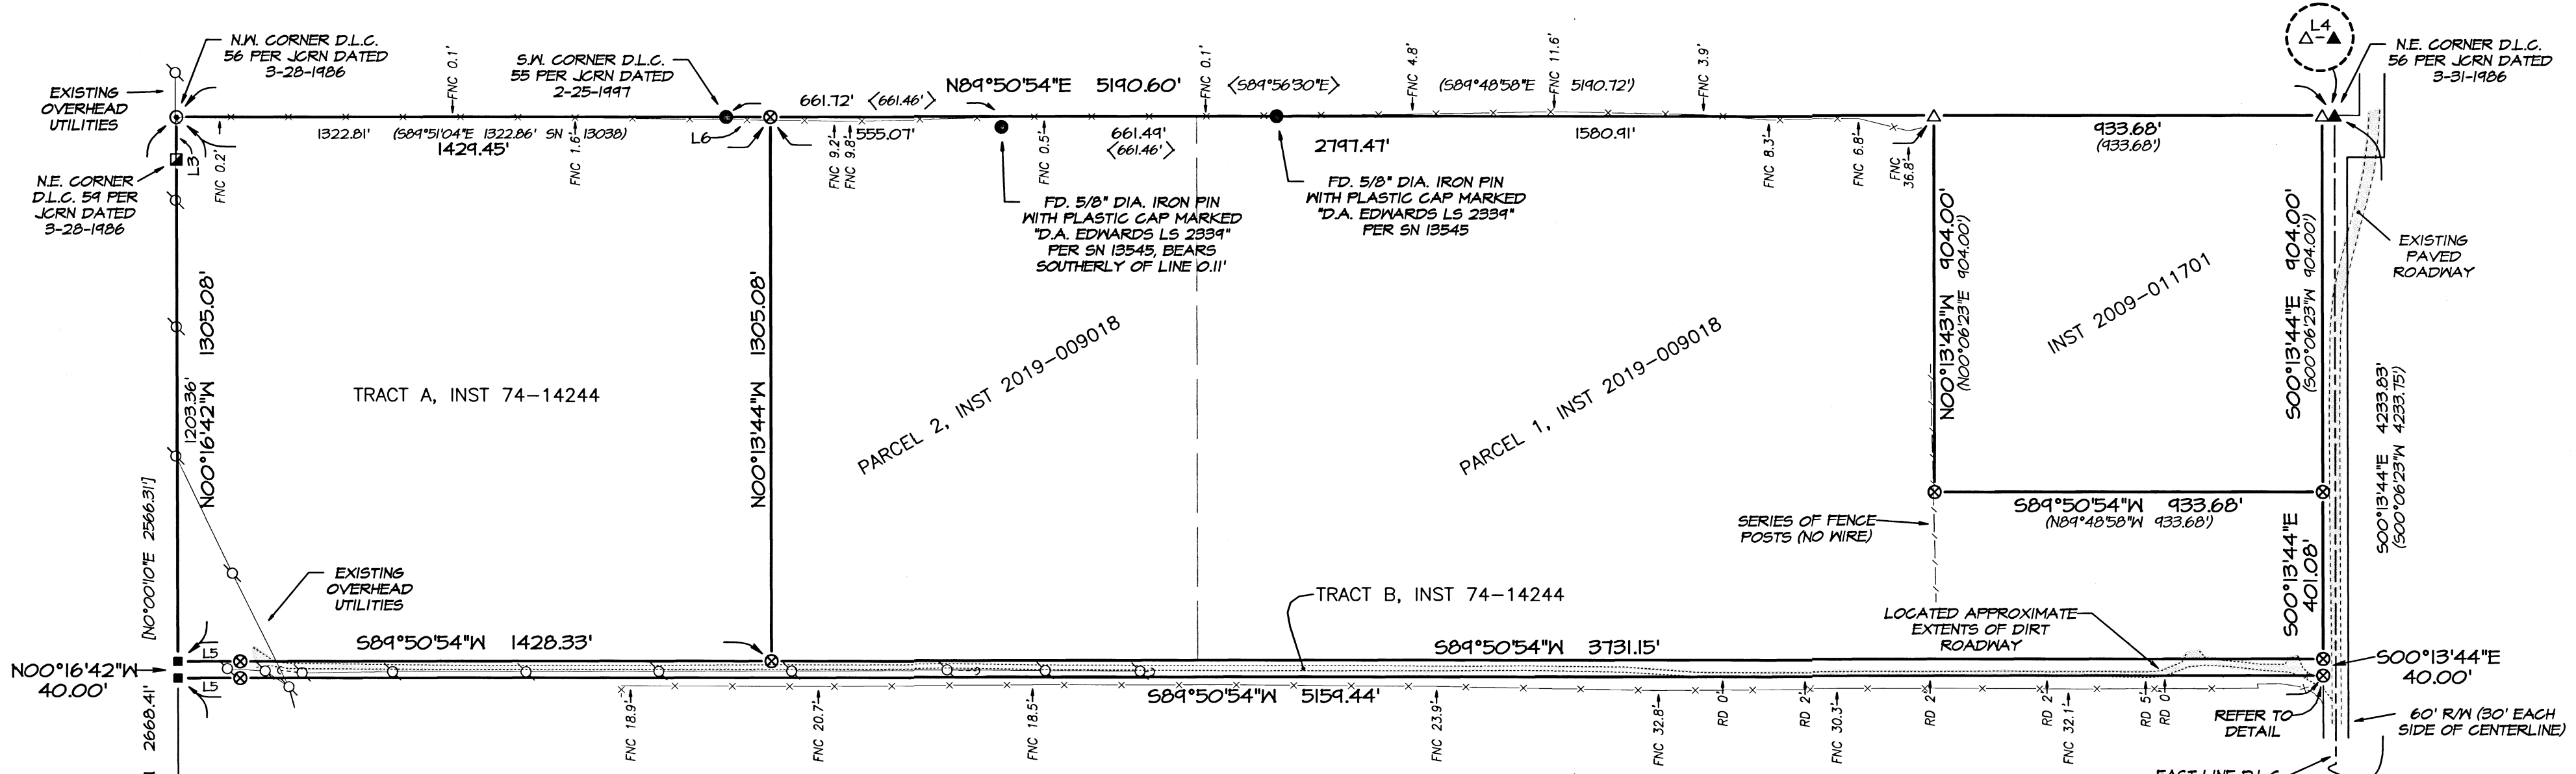 N.W. CORNER D.L.C.
56 PER JCRN DATED
3-28-1986
EXISTING
OVERHEAD
UTILITIES
S.W. CORNER D.L.C.
55 PER JCRN DATED
2-25-1997
FNC 0.1'
N89°50'54"E 5190.60'
FNC 0.1'
<S89°56'30"E>
FNC 4.8'
(S89°48'58"E 5190.72')
FNC 11.6'
FNC 3.9'
L4
N.E. CORNER D.L.C.
56 PER JCRN DATED
3-31-1986
661.72' <661.46'>
1322.81' (S89°51'04"E 1322.86' SN 13038)
1429.45'
FNC 0.2'
FNC 1.6'
L6
FNC 9.2'
FNC 9.8'
555.07'
FNC 0.5'
661.49'
<661.46'>
2797.47'
1580.91'
FNC 8.3'
FNC 6.8'
FNC
36.8'
933.68'
(933.68')
L3
N.E. CORNER
D.L.C. 59 PER
JCRN DATED
3-28-1986
FD. 5/8" DIA. IRON PIN
WITH PLASTIC CAP MARKED
"D.A. EDWARDS LS 2339"
PER SN 13545, BEARS
SOUTHERLY OF LINE 0.11'
FD. 5/8" DIA. IRON PIN
WITH PLASTIC CAP MARKED
"D.A. EDWARDS LS 2339"
PER SN 13545
EXISTING
PAVED
ROADWAY
1203.36'
N00°16'42"W 1305.08'
N00°13'44"W 1305.08'
N00°13'43"W 904.00'
(N00°06'23"E 904.00')
S00°13'44"E 904.00'
(S00°06'23"W 904.00')
S00°13'44"E 4233.83'
(S00°06'23"W 4233.75')
TRACT A, INST 74-14244
PARCEL 2, INST 2019-009018
PARCEL 1, INST 2019-009018
INST 2009-011701
[N0°00'10"E 2566.31']
S89°50'54"W 933.68'
(N89°48'58"W 933.68')
SERIES OF FENCE
POSTS (NO WIRE)
S00°13'44"E
401.08'
EXISTING
OVERHEAD
UTILITIES
TRACT B, INST 74-14244
LOCATED APPROXIMATE
EXTENTS OF DIRT
ROADWAY
S89°50'54"W 1428.33'
S89°50'54"W 3731.15'
L5
L5
N00°16'42"W
40.00'
S00°13'44"E
40.00'
S89°50'54"W 5159.44'
2668.41'
FNC 18.9'
FNC 20.7'
FNC 18.5'
FNC 23.9'
FNC 32.8'
RD 0'
RD 2'
FNC 30.3'
RD 2'
RD 2'
FNC 32.1'
RD 5'
RD 0'
REFER TO
DETAIL
60' R/W (30' EACH
SIDE OF CENTERLINE)
EAST LINE D.L.C.